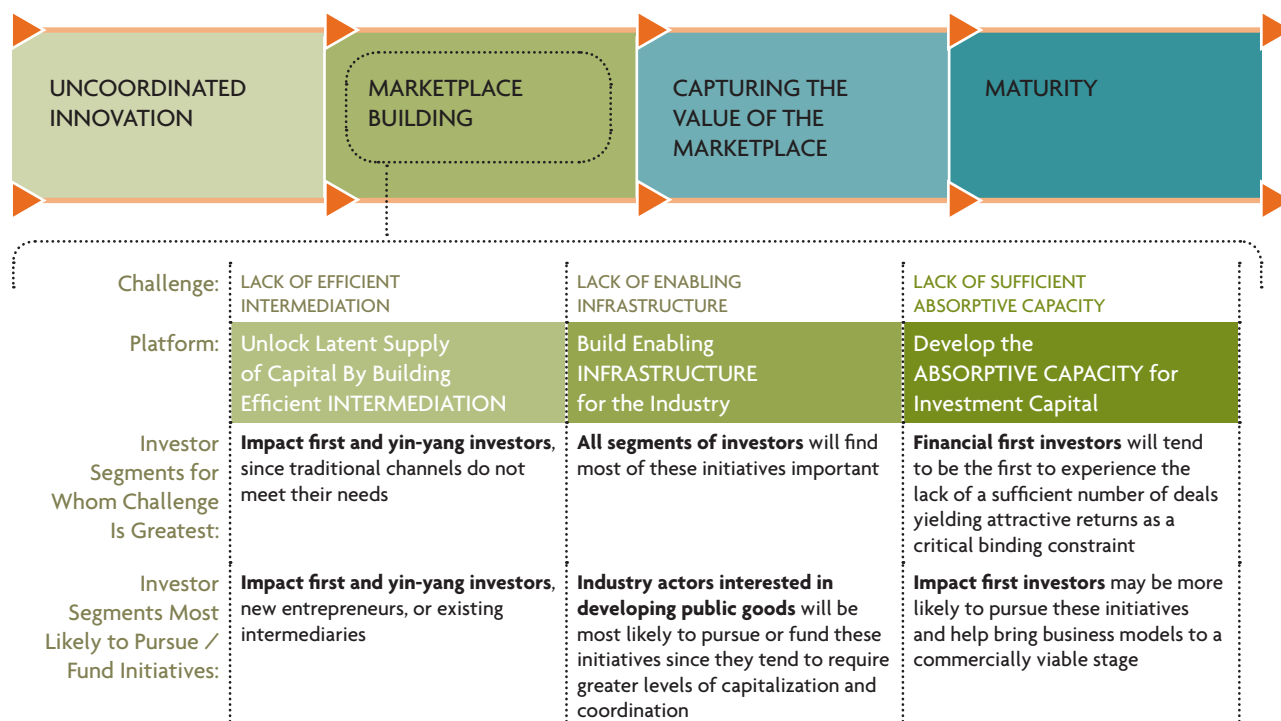 UNCOORDINATED
INNOVATION
MARKETPLACE
BUILDING
CAPTURING THE
VALUE OF THE
MARKETPLACE
MATURITY
Challenge:
LACK OF EFFICIENT
INTERMEDIATION
LACK OF ENABLING
INFRASTRUCTURE
LACK OF SUFFICIENT
ABSORPTIVE CAPACITY
Platform:
Unlock Latent Supply
of Capital By Building
Efficient INTERMEDIATION
Build Enabling
INFRASTRUCTURE
for the Industry
Develop the
ABSORPTIVE CAPACITY for
Investment Capital
Investor
Segments for
Whom Challenge
Is Greatest:
Impact first and yin-yang investors,
since traditional channels do not
meet their needs
All segments of investors will find
most of these initiatives important
Financial first investors will tend
to be the first to experience the
lack of a sufficient number of deals
yielding attractive returns as a
critical binding constraint
Investor
Segments Most
Likely to Pursue /
Fund Initiatives:
Impact first and yin-yang investors,
new entrepreneurs, or existing
intermediaries
Industry actors interested in
developing public goods will be
most likely to pursue or fund these
initiatives since they tend to require
greater levels of capitalization and
coordination
Impact first investors may be more
likely to pursue these initiatives
and help bring business models to a
commercially viable stage